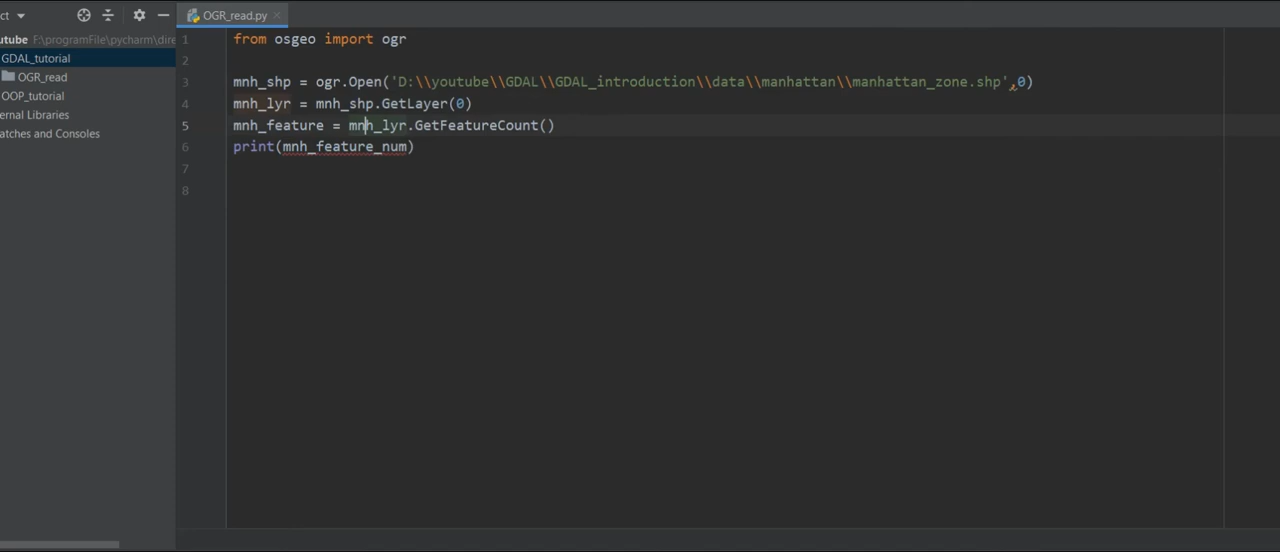 ct OGR_read.py
utube F:\programFile\pycharm\dire
GDAL_tutorial
OGR_read
OOP_tutorial
ernal Libraries
atches and Consoles
1 from osgeo import ogr
2
3 mnh_shp = ogr.Open('D:\\youtube\\GDAL\\GDAL_introduction\\data\\manhattan\\manhattan_zone.shp',0)
4 mnh_lyr = mnh_shp.GetLayer(0)
5 mnh_feature = mnh_lyr.GetFeatureCount()
6 print(mnh_feature_num)
7
8